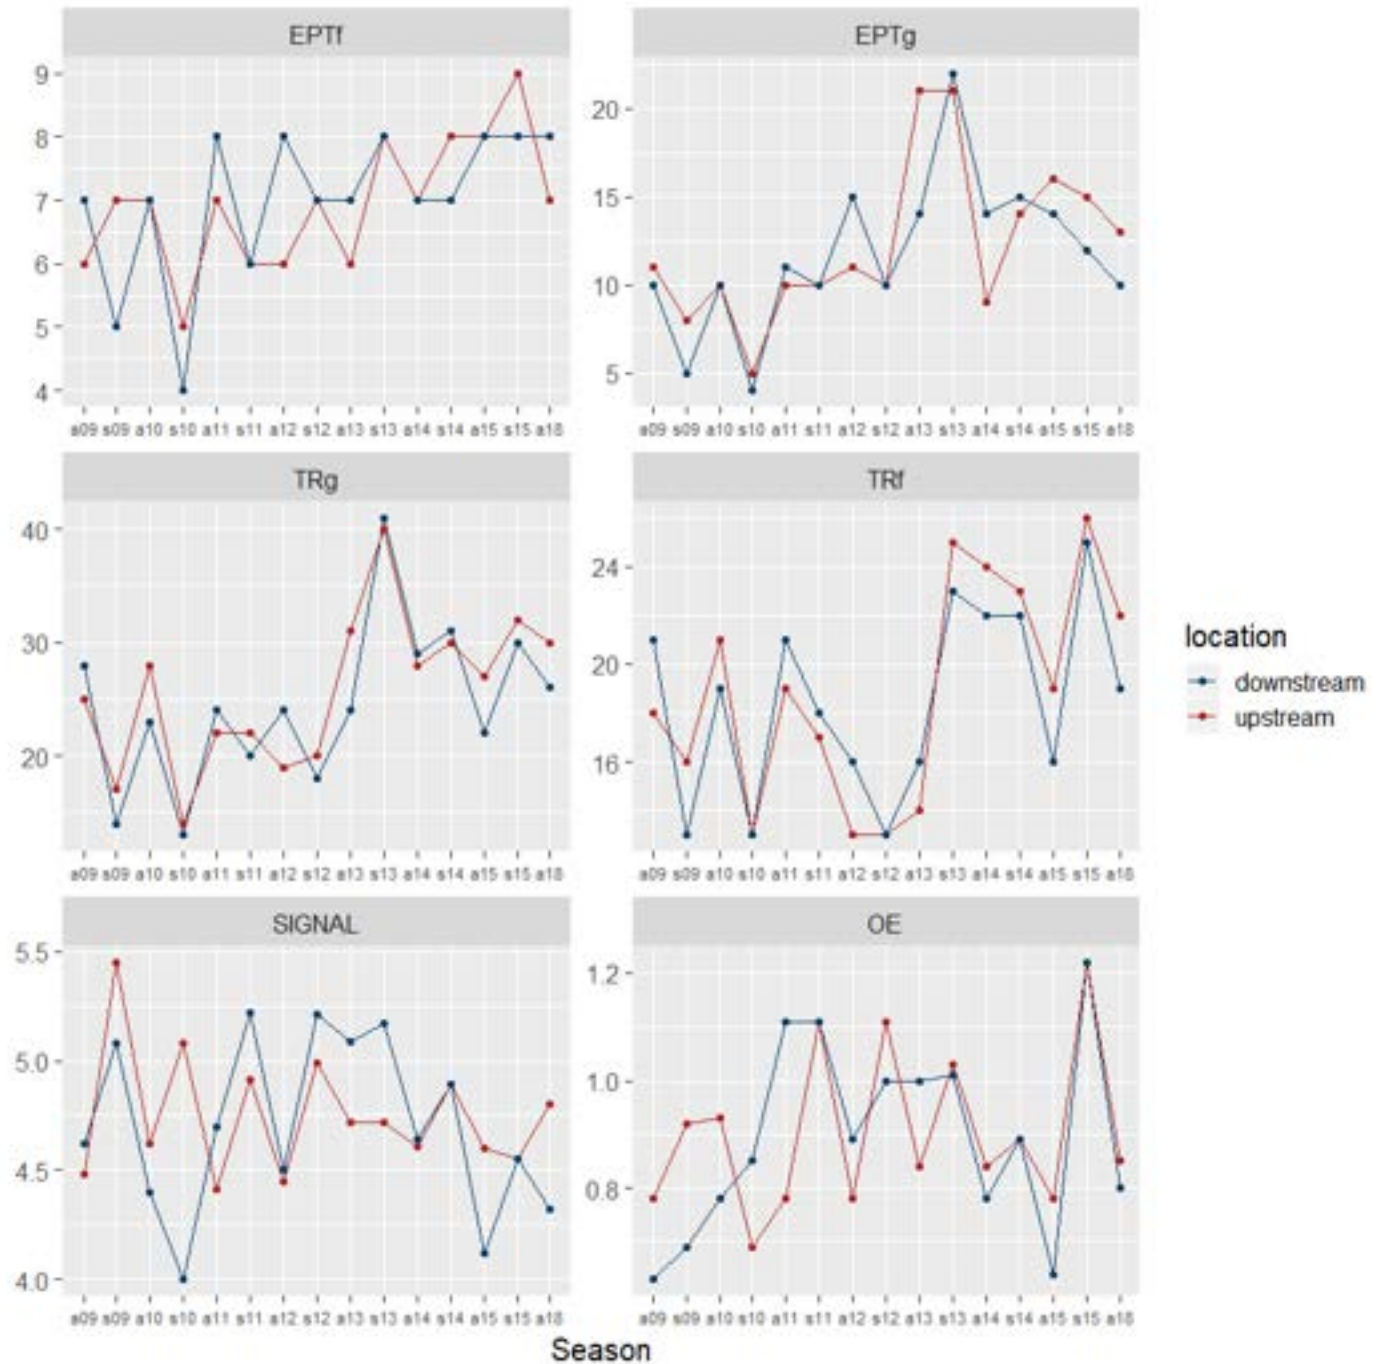 EPTf EPTg
9
8
7
6
5
4
20
15
10
5
a09 s09 a10 s10 a11 s11 a12 s12 a13 s13 a14 s14 a15 s15 a18
a09 s09 a10 s10 a11 s11 a12 s12 a13 s13 a14 s14 a15 s15 a18
TRg TRf
40
30
20
24
20
16
a09 s09 a10 s10 a11 s11 a12 s12 a13 s13 a14 s14 a15 s15 a18
a09 s09 a10 s10 a11 s11 a12 s12 a13 s13 a14 s14 a15 s15 a18
location
downstream
upstream
SIGNAL OE
5.5
5.0
4.5
4.0
1.2
1.0
0.8
a09 s09 a10 s10 a11 s11 a12 s12 a13 s13 a14 s14 a15 s15 a18
a09 s09 a10 s10 a11 s11 a12 s12 a13 s13 a14 s14 a15 s15 a18
Season